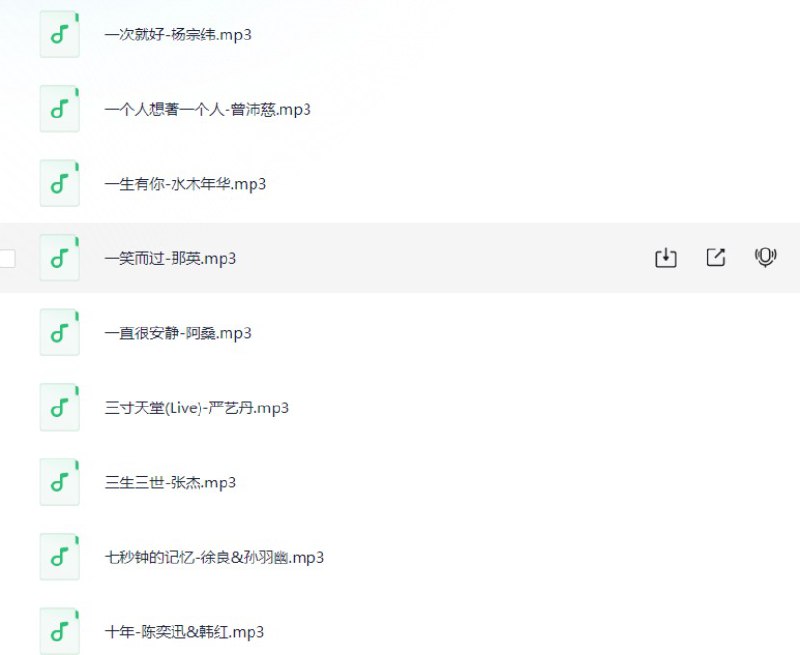 一次就好-杨宗纬.mp3
一个人想著一个人-曾沛慈.mp3
一生有你-水木年华.mp3
一笑而过-那英.mp3
一直很安静-阿桑.mp3
三寸天堂(Live)-严艺丹.mp3
三生三世-张杰.mp3
七秒钟的记忆-徐良&孙羽幽.mp3
十年-陈奕迅&韩红.mp3